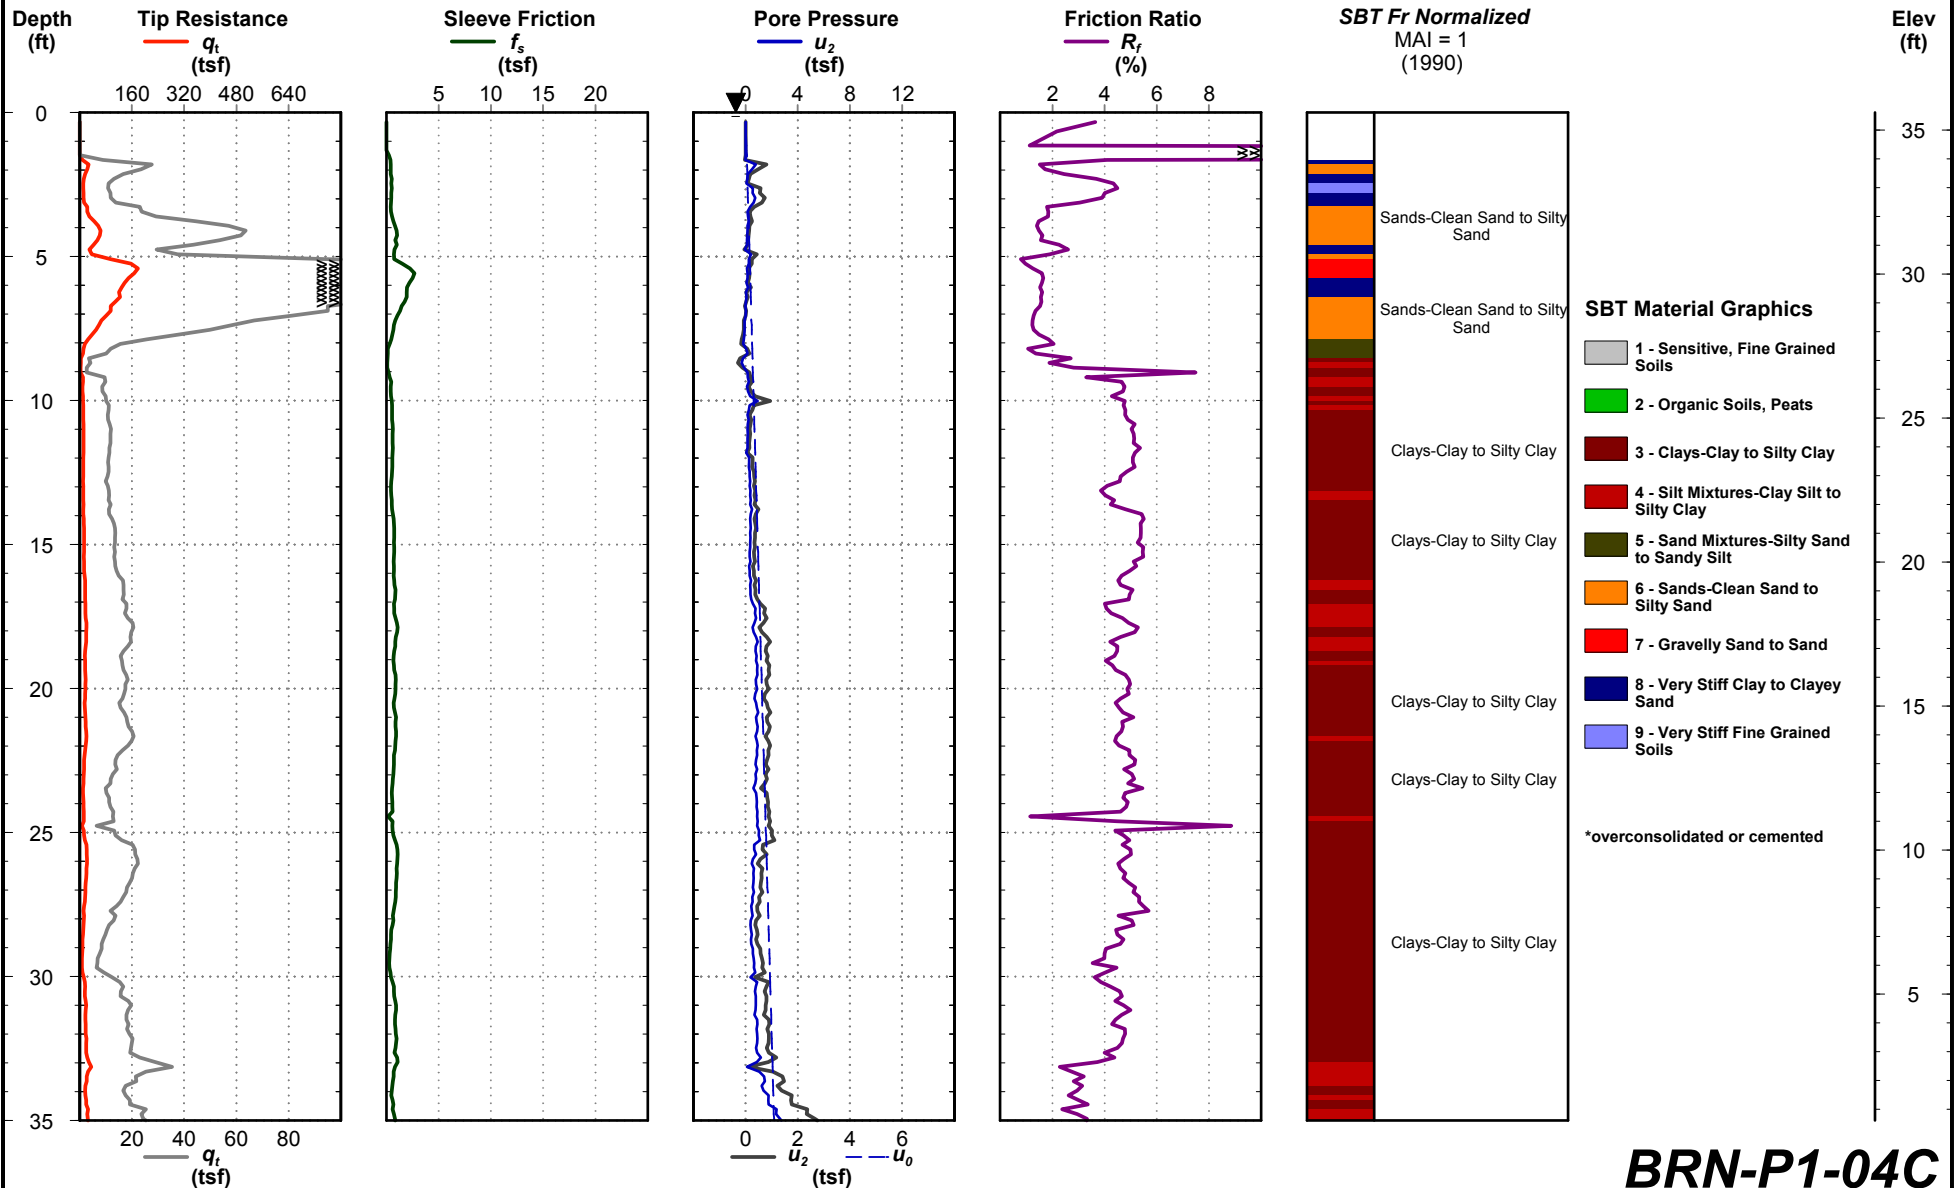 Depth
(ft)
Tip Resistance
qt
(tsf)
160 320 480 640
Sleeve Friction
fs
(tsf)
5 10 15 20
Pore Pressure
u2
(tsf)
0 4 8 12
Friction Ratio
Rf
(%)
2 4 6 8
SBT Fr Normalized
MAI = 1
(1990)
Elev
(ft)
0
5
10
15
20
25
30
35
Sands-Clean Sand to Silty
Sand
Sands-Clean Sand to Silty
Sand
Clays-Clay to Silty Clay
Clays-Clay to Silty Clay
Clays-Clay to Silty Clay
Clays-Clay to Silty Clay
Clays-Clay to Silty Clay
SBT Material Graphics
1 - Sensitive, Fine Grained
Soils
2 - Organic Soils, Peats
3 - Clays-Clay to Silty Clay
4 - Silt Mixtures-Clay Silt to
Silty Clay
5 - Sand Mixtures-Silty Sand
to Sandy Silt
6 - Sands-Clean Sand to
Silty Sand
7 - Gravelly Sand to Sand
8 - Very Stiff Clay to Clayey
Sand
9 - Very Stiff Fine Grained
Soils
*overconsolidated or cemented
35
30
25
20
15
10
5
20 40 60 80
qt
(tsf)
0 2 4 6
u2 u0
(tsf)
BRN-P1-04C